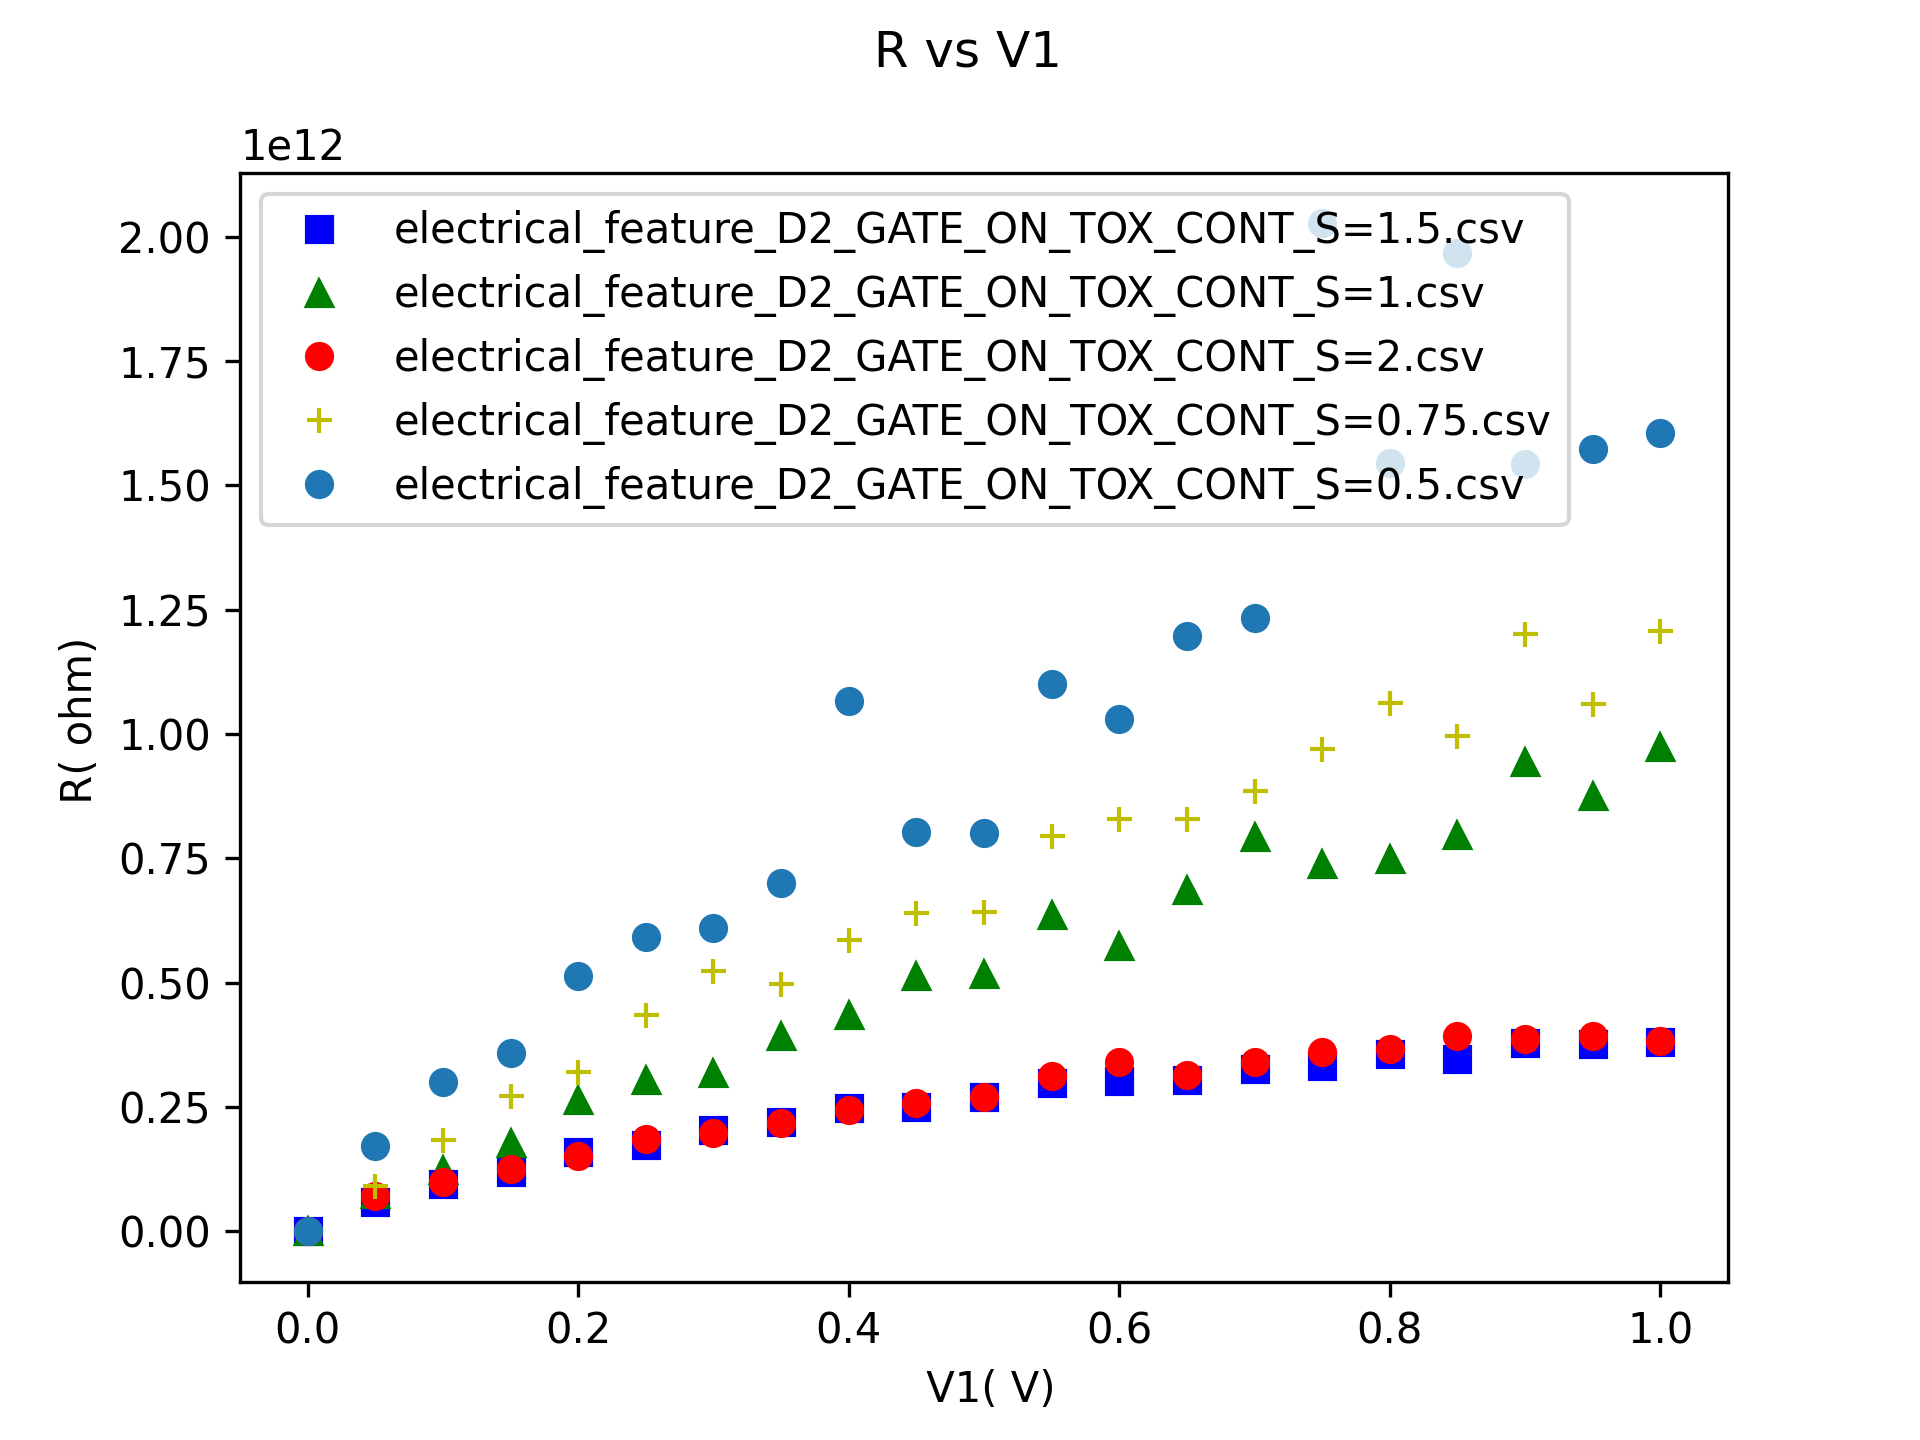 R vs V1
1e12
2.00
1.75
1.50
1.25
1.00
0.75
0.50
0.25
0.00
R( ohm)
electrical_feature_D2_GATE_ON_TOX_CONT_S=1.5.csv
electrical_feature_D2_GATE_ON_TOX_CONT_S=1.csv
electrical_feature_D2_GATE_ON_TOX_CONT_S=2.csv
electrical_feature_D2_GATE_ON_TOX_CONT_S=0.75.csv
electrical_feature_D2_GATE_ON_TOX_CONT_S=0.5.csv
0.0 0.2 0.4 0.6 0.8 1.0
V1( V)